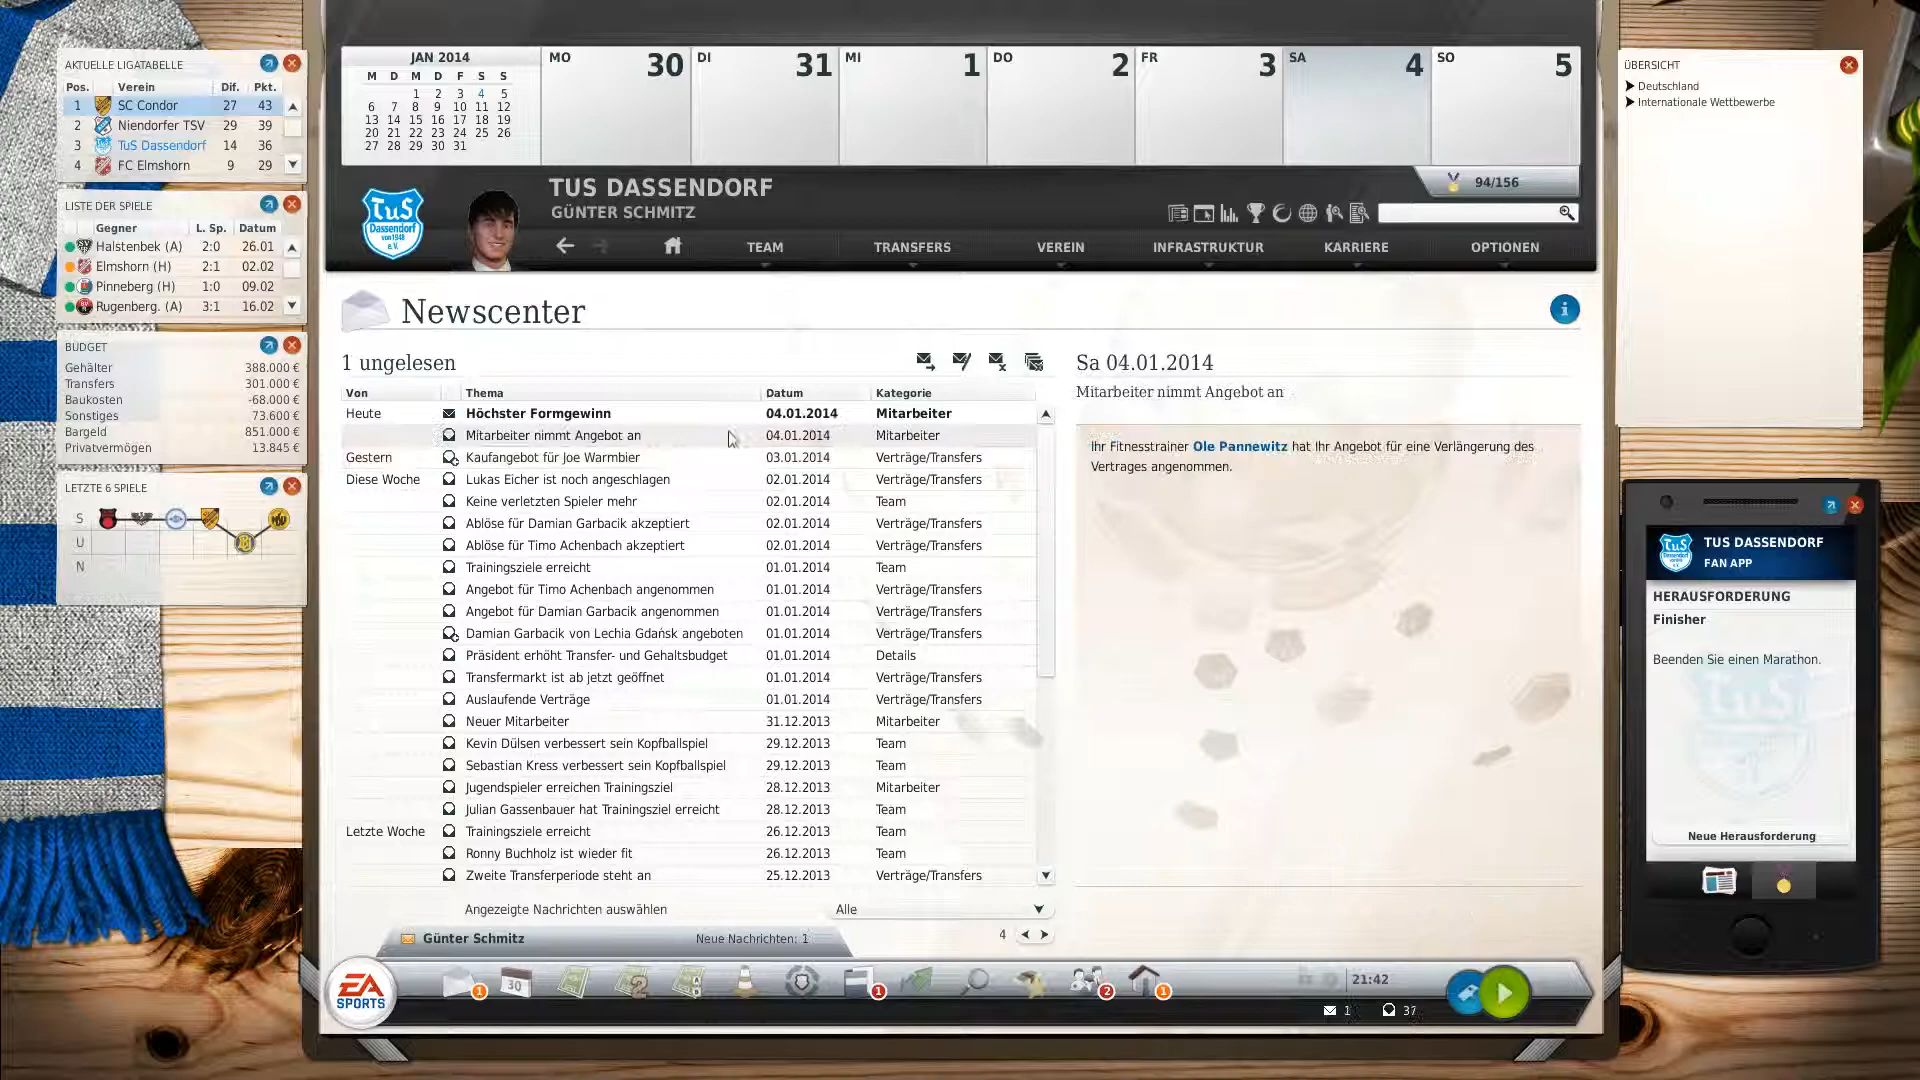 AKTUELLE LIGATABELLE
Pos. Verein Dif. Pkt.
1 SC Condor 27 43
2 Niendorfer TSV 29 39
3 TuS Dassendorf 14 36
4 FC Elmshorn 9 29
LISTE DER SPIELE
Gegner L. Sp. Datum
Halstenbek (A) 2:0 26.01
Elmshorn (H) 2:1 02.02
Pinneberg (H) 1:0 09.02
Rugenberg. (A) 3:1 16.02
BUDGET
Gehälter 388.000 €
Transfers 301.000 €
Baukosten -68.000 €
Sonstiges 73.600 €
Bargeld 851.000 €
Privatvermögen 13.845 €
LETZTE 6 SPIELE
S
U
N
JAN 2014
M D M D F S S
1 2 3 4 5
6 7 8 9 10 11 12
13 14 15 16 17 18 19
20 21 22 23 24 25 26
27 28 29 30 31
MO 30 DI 31 MI 1 DO 2 FR 3 SA 4 SO 5
94/156
TuS Dassendorf von 1948 e.V.
TUS DASSENDORF
GÜNTER SCHMITZ
TEAM TRANSFERS VEREIN INFRASTRUKTUR KARRIERE OPTIONEN
Newscenter
1 ungelesen
Von Thema Datum Kategorie
Heute Höchster Formgewinn 04.01.2014 Mitarbeiter
Mitarbeiter nimmt Angebot an 04.01.2014 Mitarbeiter
Gestern Kaufangebot für Joe Warmbier 03.01.2014 Verträge/Transfers
Diese Woche Lukas Eicher ist noch angeschlagen 02.01.2014 Verträge/Transfers
Keine verletzten Spieler mehr 02.01.2014 Team
Ablöse für Damian Garbacik akzeptiert 02.01.2014 Verträge/Transfers
Ablöse für Timo Achenbach akzeptiert 02.01.2014 Verträge/Transfers
Trainingsziele erreicht 01.01.2014 Team
Angebot für Timo Achenbach angenommen 01.01.2014 Verträge/Transfers
Angebot für Damian Garbacik angenommen 01.01.2014 Verträge/Transfers
Damian Garbacik von Lechia Gdańsk angeboten 01.01.2014 Verträge/Transfers
Präsident erhöht Transfer- und Gehaltsbudget 01.01.2014 Details
Transfermarkt ist ab jetzt geöffnet 01.01.2014 Verträge/Transfers
Auslaufende Verträge 01.01.2014 Verträge/Transfers
Neuer Mitarbeiter 31.12.2013 Mitarbeiter
Kevin Dülsen verbessert sein Kopfballspiel 29.12.2013 Team
Sebastian Kress verbessert sein Kopfballspiel 29.12.2013 Team
Jugendspieler erreichen Trainingsziel 28.12.2013 Mitarbeiter
Julian Gassenbauer hat Trainingsziel erreicht 28.12.2013 Team
Letzte Woche Trainingsziele erreicht 26.12.2013 Team
Ronny Buchholz ist wieder fit 26.12.2013 Team
Zweite Transferperiode steht an 25.12.2013 Verträge/Transfers
Angezeigte Nachrichten auswählen Alle
4
Günter Schmitz Neue Nachrichten: 1
Sa 04.01.2014
Mitarbeiter nimmt Angebot an
Ihr Fitnesstrainer Ole Pannewitz hat Ihr Angebot für eine Verlängerung des
Vertrages angenommen.
EA SPORTS
1 30 2 1 2 1
21:42
1 37
ÜBERSICHT
Deutschland
Internationale Wettbewerbe
TUS DASSENDORF
FAN APP
HERAUSFORDERUNG
Finisher
Beenden Sie einen Marathon.
Neue Herausforderung